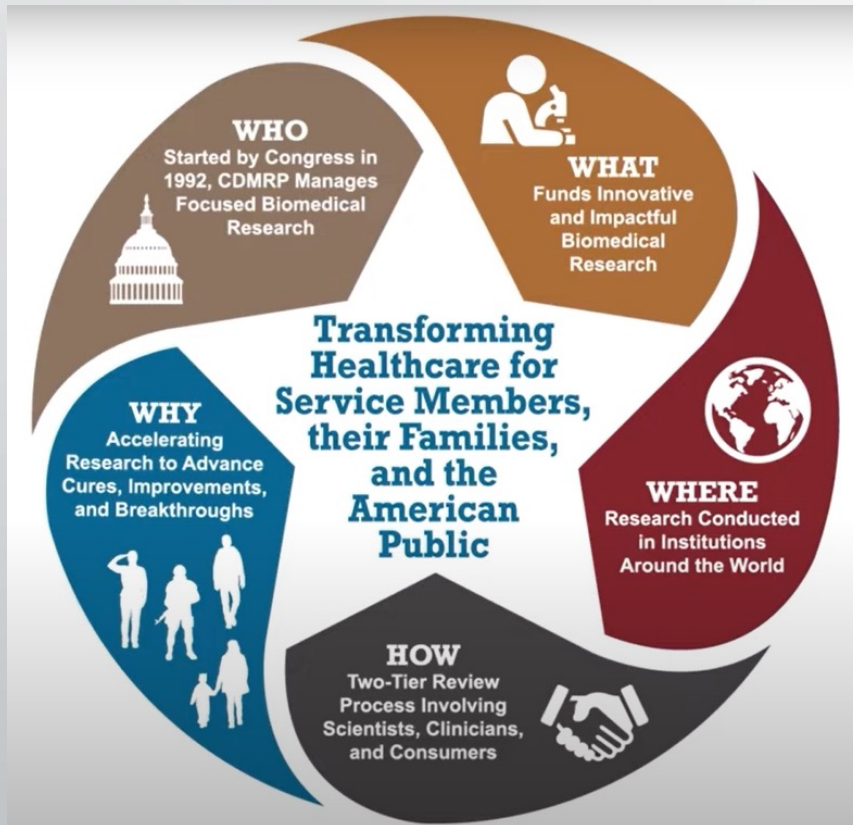 WHO
Started by Congress in
1992, CDMRP Manages
Focused Biomedical
Research
WHAT
Funds Innovative
and Impactful
Biomedical
Research
WHERE
Research Conducted
in Institutions
Around the World
HOW
Two-Tier Review
Process Involving
Scientists, Clinicians,
and Consumers
WHY
Accelerating
Research to Advance
Cures, Improvements,
and Breakthroughs
Transforming
Healthcare for
Service Members,
their Families,
and the
American
Public